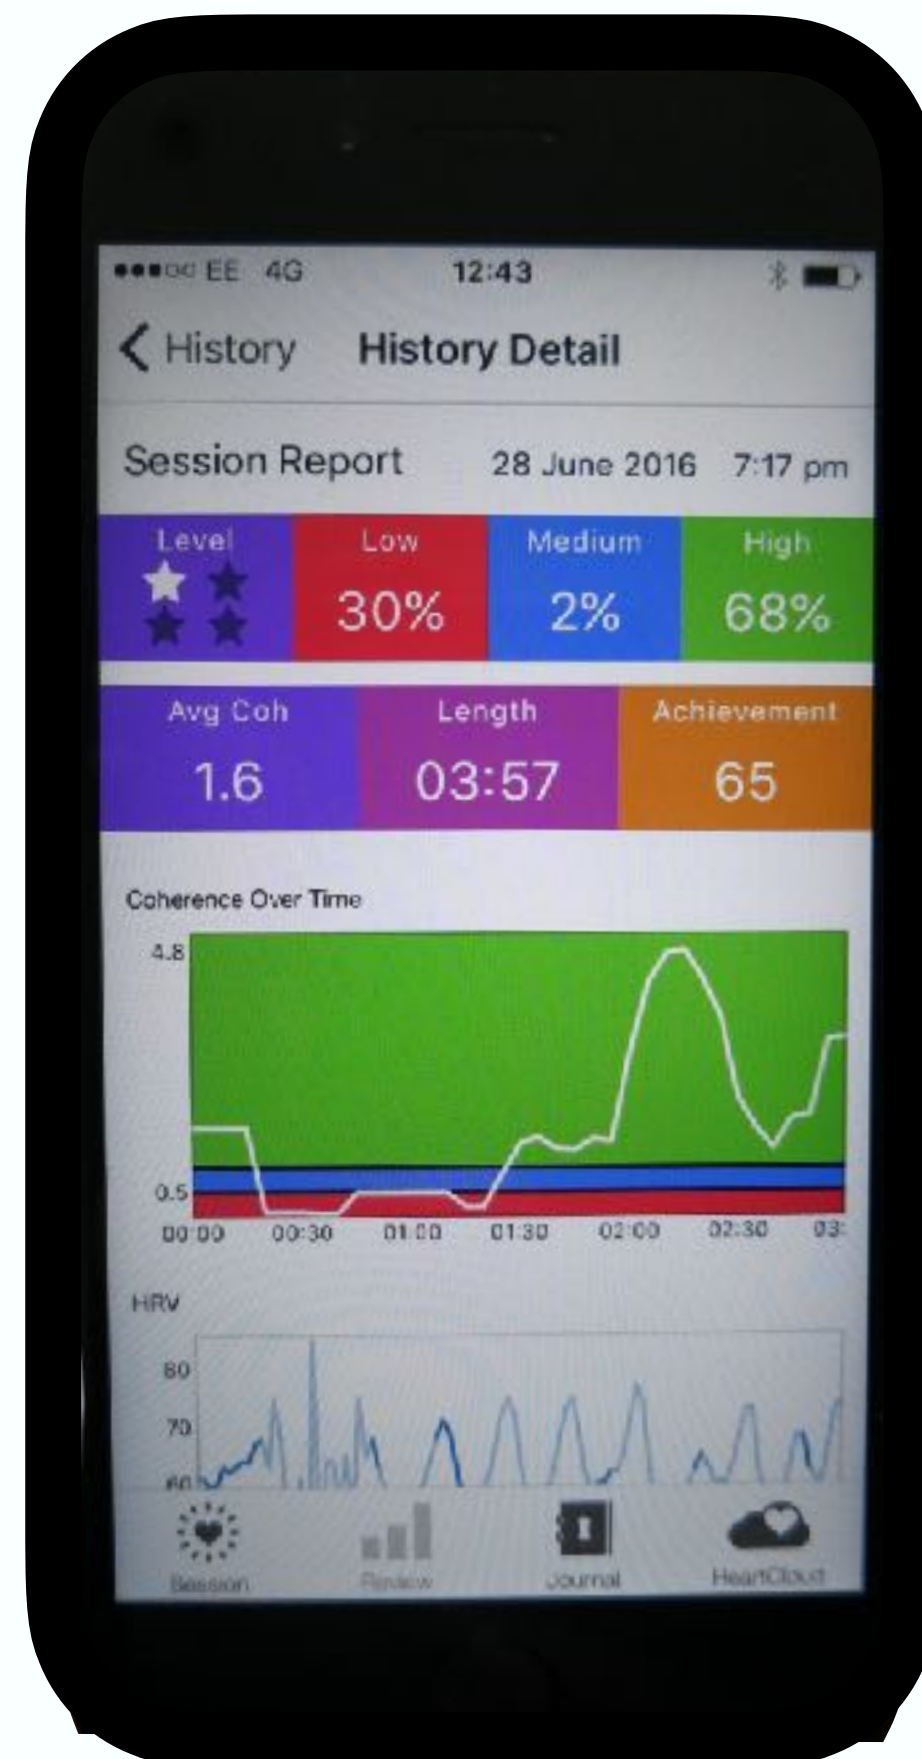 EE 4G 12:43
History History Detail
Session Report 28 June 2016 7:17 pm
Level Low Medium High
30% 2% 68%
Avg Coh Length Achievement
1.6 03:57 65
Coherence Over Time
4.8
0.5
00:00 00:30 01:00 01:30 02:00 02:30 03:
HRV
80
70
60
Session Review Journal HeartCloud